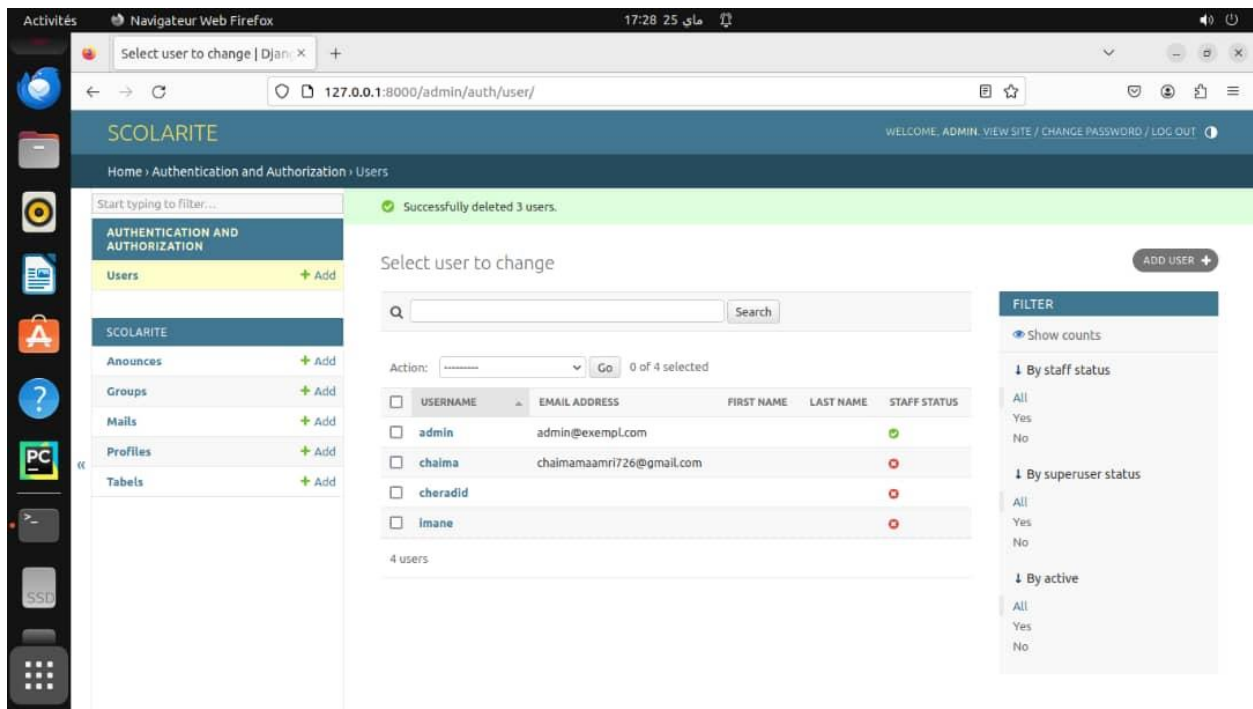 Activités Navigateur Web Firefox 17:28 25 ماي
Select user to change | Djang
127.0.0.1:8000/admin/auth/user/
SCOLARITE
WELCOME, ADMIN. VIEW SITE / CHANGE PASSWORD / LOG OUT
Home › Authentication and Authorization › Users
Start typing to filter...
AUTHENTICATION AND
AUTHORIZATION
Users + Add
SCOLARITE
Anounces + Add
Groups + Add
Mails + Add
Profiles + Add
Tabels + Add
«
Successfully deleted 3 users.
Select user to change
ADD USER +
Search
Action: --------- Go 0 of 4 selected
USERNAME EMAIL ADDRESS FIRST NAME LAST NAME STAFF STATUS
admin admin@exempl.com
chaima chaimamaamri726@gmail.com
cheradid
imane
4 users
FILTER
Show counts
↓ By staff status
All
Yes
No
↓ By superuser status
All
Yes
No
↓ By active
All
Yes
No
PC
>_
SSD